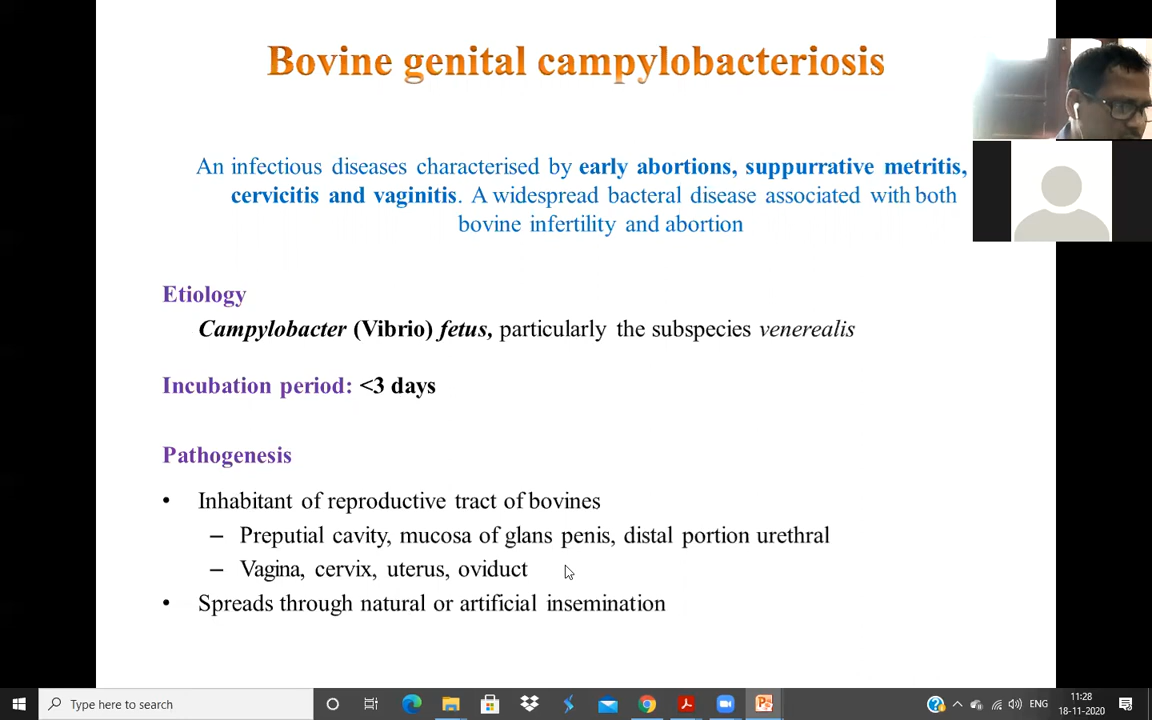 Bovine genital campylobacteriosis
An infectious diseases characterised by early abortions, suppurrative metritis,
cervicitis and vaginitis. A widespread bacteral disease associated with both
bovine infertility and abortion
Etiology
Campylobacter (Vibrio) fetus, particularly the subspecies venerealis
Incubation period: <3 days
Pathogenesis
• Inhabitant of reproductive tract of bovines
– Preputial cavity, mucosa of glans penis, distal portion urethral
– Vagina, cervix, uterus, oviduct
• Spreads through natural or artificial insemination
Type here to search
ENG
11:28
18-11-2020